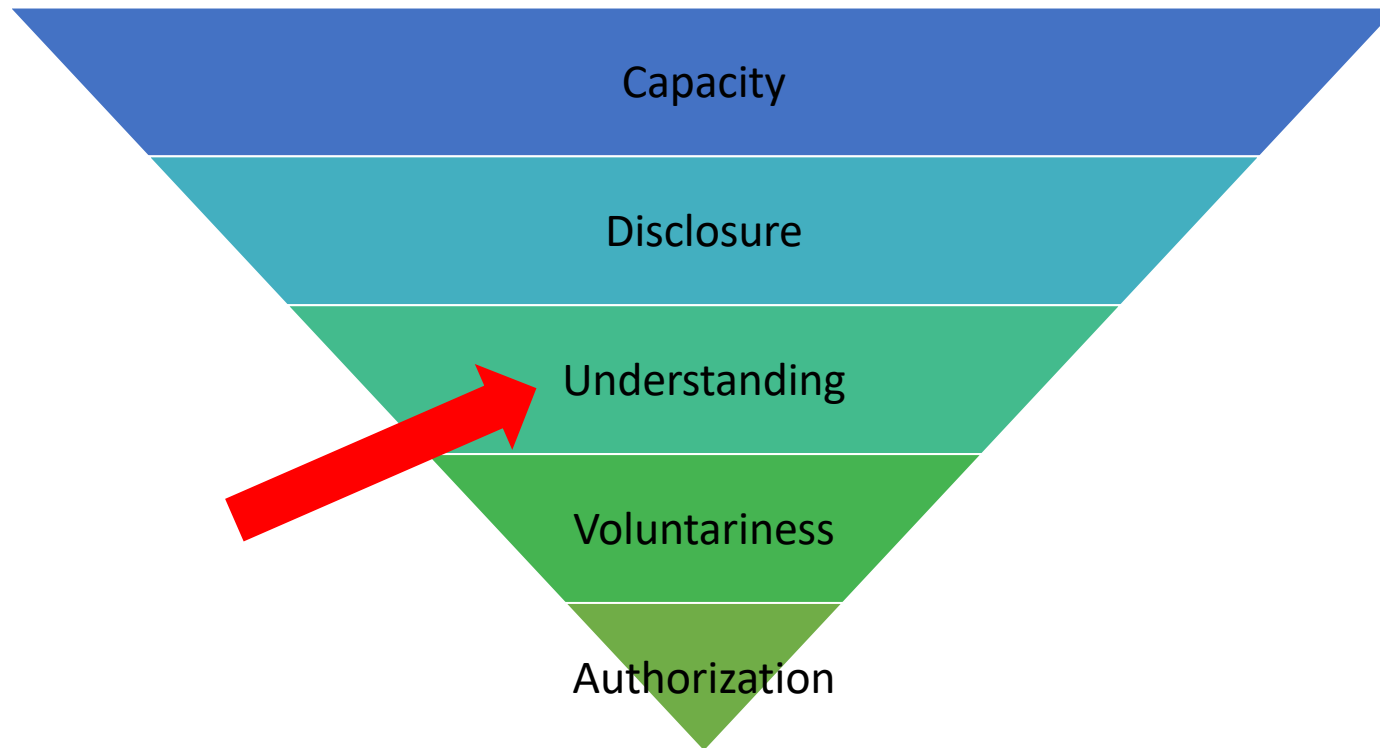 Capacity
Disclosure
Understanding
Voluntariness
Authorization